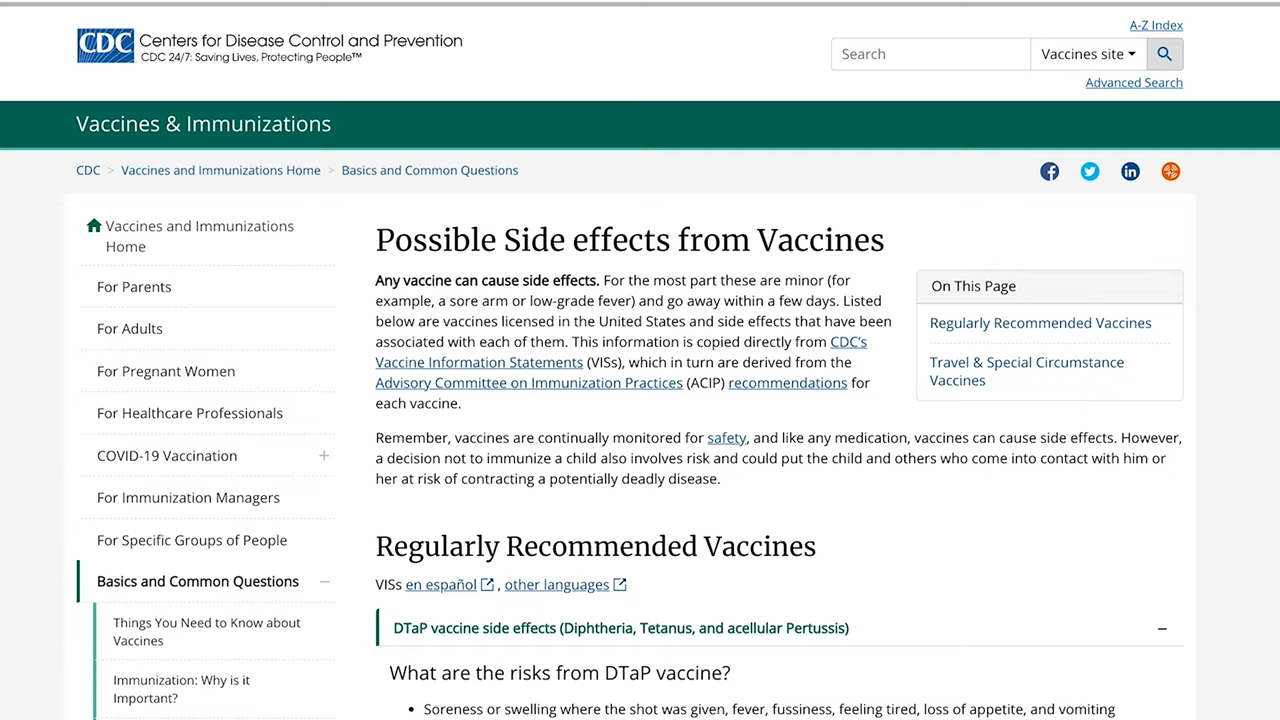 A-Z Index
CDC Centers for Disease Control and Prevention
CDC 24/7: Saving Lives, Protecting People™
Search
Vaccines site
Advanced Search
Vaccines & Immunizations
CDC > Vaccines and Immunizations Home > Basics and Common Questions
Vaccines and Immunizations
Home
For Parents
For Adults
For Pregnant Women
For Healthcare Professionals
COVID-19 Vaccination +
For Immunization Managers
For Specific Groups of People
Basics and Common Questions –
Things You Need to Know about
Vaccines
Immunization: Why is it
Important?
Possible Side effects from Vaccines
Any vaccine can cause side effects. For the most part these are minor (for
example, a sore arm or low-grade fever) and go away within a few days. Listed
below are vaccines licensed in the United States and side effects that have been
associated with each of them. This information is copied directly from CDC’s
Vaccine Information Statements (VISs), which in turn are derived from the
Advisory Committee on Immunization Practices (ACIP) recommendations for
each vaccine.
On This Page
Regularly Recommended Vaccines
Travel & Special Circumstance
Vaccines
Remember, vaccines are continually monitored for safety, and like any medication, vaccines can cause side effects. However,
a decision not to immunize a child also involves risk and could put the child and others who come into contact with him or
her at risk of contracting a potentially deadly disease.
Regularly Recommended Vaccines
VISs en español , other languages
DTaP vaccine side effects (Diphtheria, Tetanus, and acellular Pertussis) –
What are the risks from DTaP vaccine?
• Soreness or swelling where the shot was given, fever, fussiness, feeling tired, loss of appetite, and vomiting